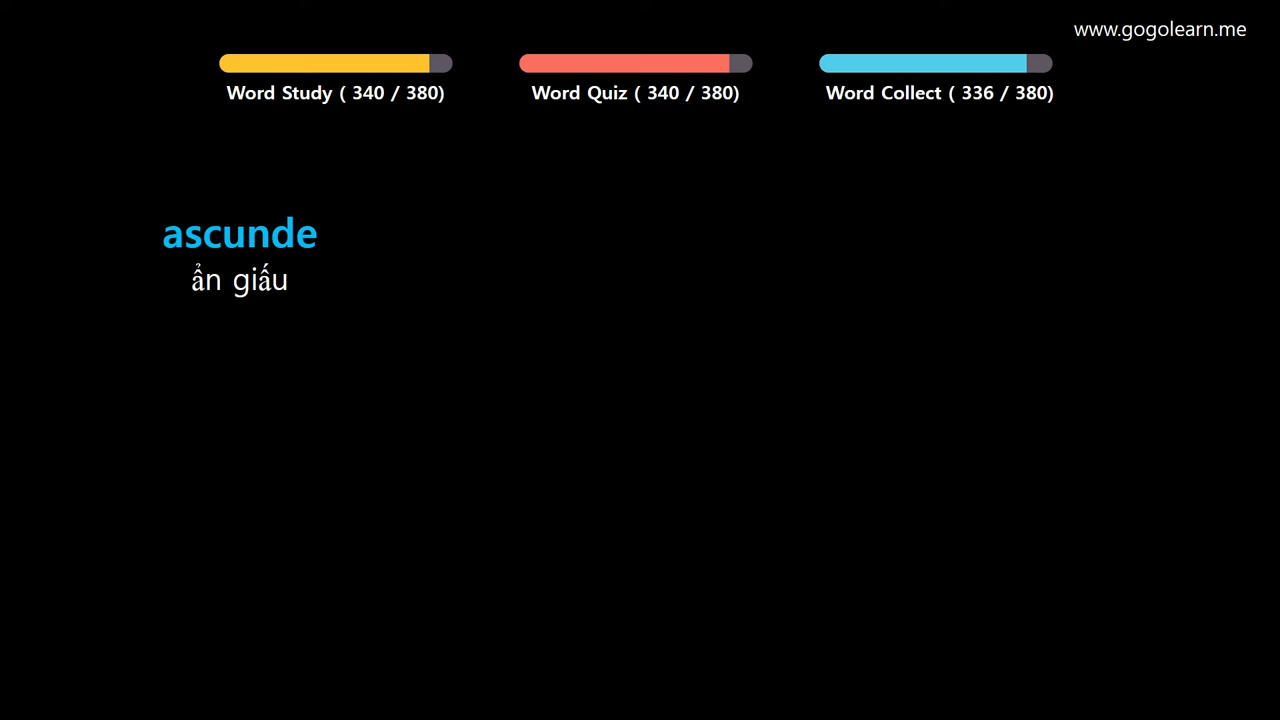 www.gogolearn.me
Word Study ( 340 / 380)
Word Quiz ( 340 / 380)
Word Collect ( 336 / 380)
ascunde
ẩn giấu